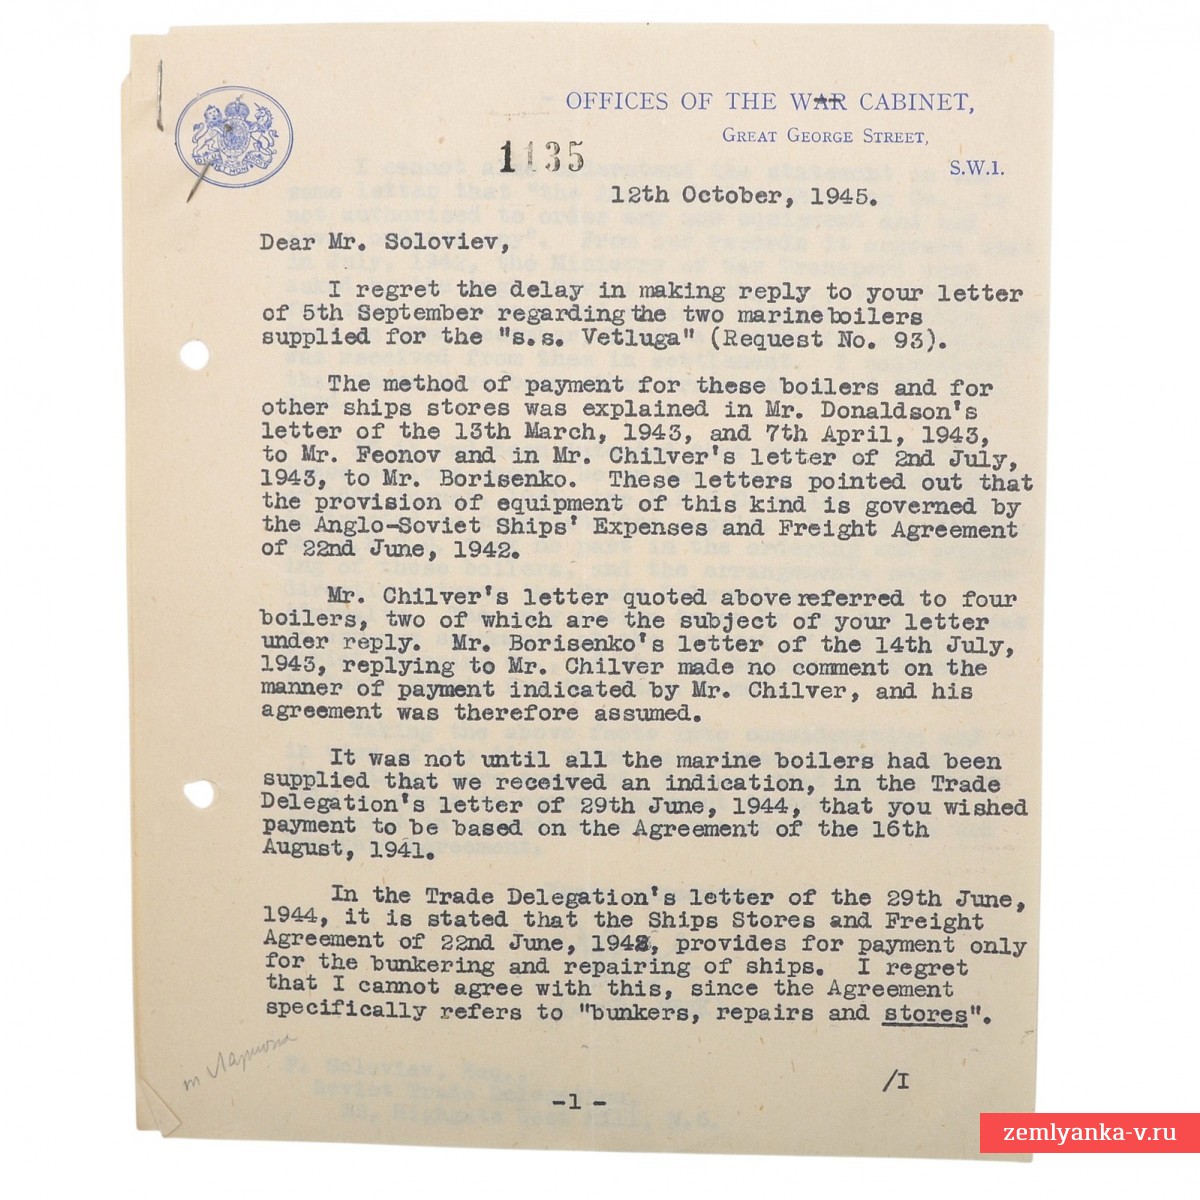 OFFICES OF THE WAR CABINET,
GREAT GEORGE STREET,
S.W.1.
1135
12th October, 1945.
Dear Mr. Soloviev,
I regret the delay in making reply to your letter
of 5th September regarding the two marine boilers
supplied for the "s.s. Vetluga" (Request No. 93).
The method of payment for these boilers and for
other ships stores was explained in Mr. Donaldson's
letter of the 13th March, 1943, and 7th April, 1943,
to Mr. Feonov and in Mr. Chilver's letter of 2nd July,
1943, to Mr. Borisenko. These letters pointed out that
the provision of equipment of this kind is governed by
the Anglo-Soviet Ships' Expenses and Freight Agreement
of 22nd June, 1942.
Mr. Chilver's letter quoted above referred to four
boilers, two of which are the subject of your letter
under reply. Mr. Borisenko's letter of the 14th July,
1943, replying to Mr. Chilver made no comment on the
manner of payment indicated by Mr. Chilver, and his
agreement was therefore assumed.
It was not until all the marine boilers had been
supplied that we received an indication, in the Trade
Delegation's letter of 29th June, 1944, that you wished
payment to be based on the Agreement of the 16th
August, 1941.
In the Trade Delegation's letter of the 29th June,
1944, it is stated that the Ships Stores and Freight
Agreement of 22nd June, 1942, provides for payment only
for the bunkering and repairing of ships. I regret
that I cannot agree with this, since the Agreement
specifically refers to "bunkers, repairs and stores".
/I
-1-
zemlyanka-v.ru